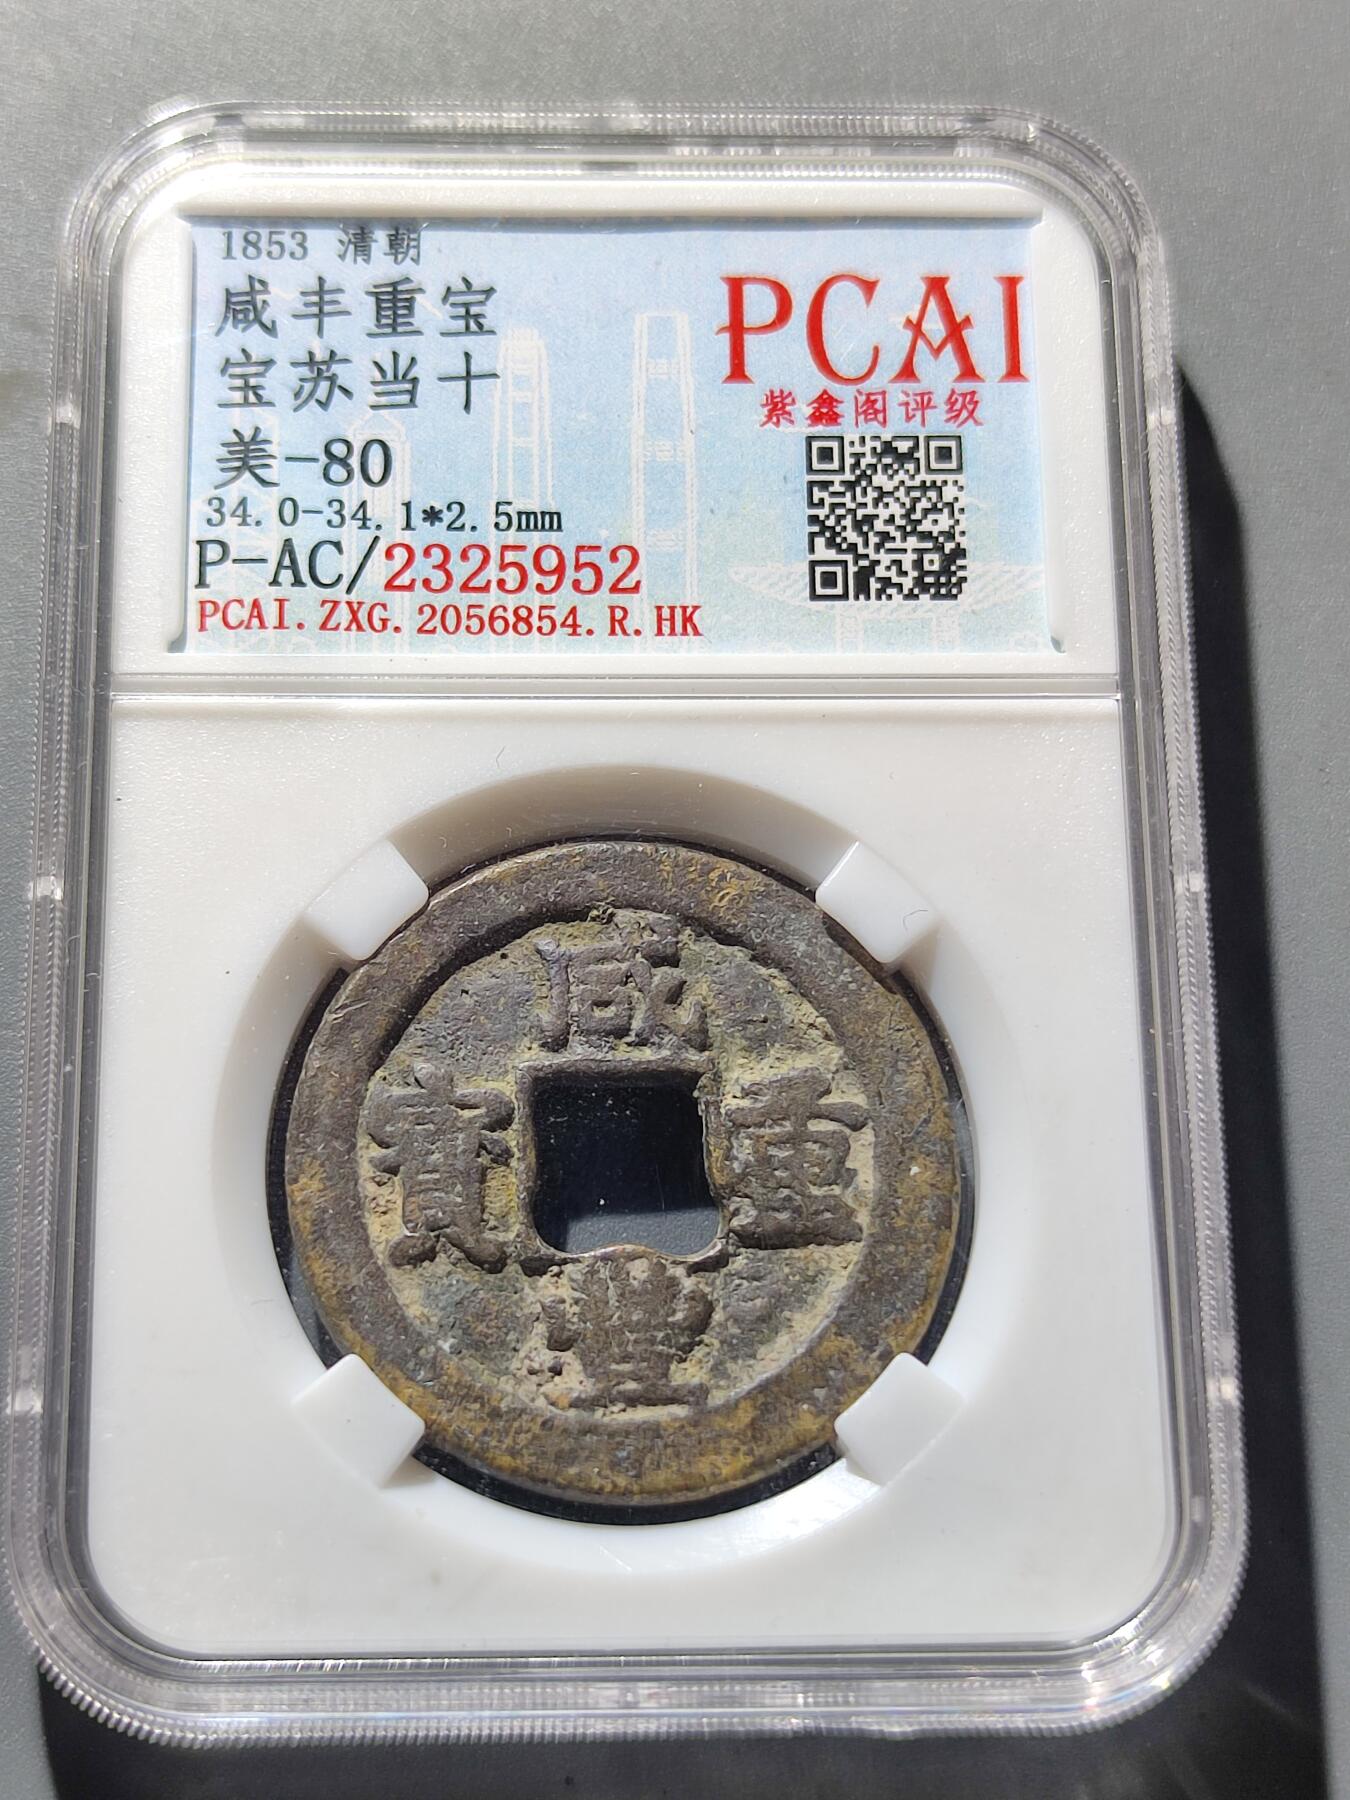 1853 清朝
咸丰重宝
宝苏当十
美-80
34.0-34.1*2.5mm
P-AC/2325952
PCAI.ZXG.2056854.R.HK
PCAI
紫鑫阁评级
咸
寶 重
豐